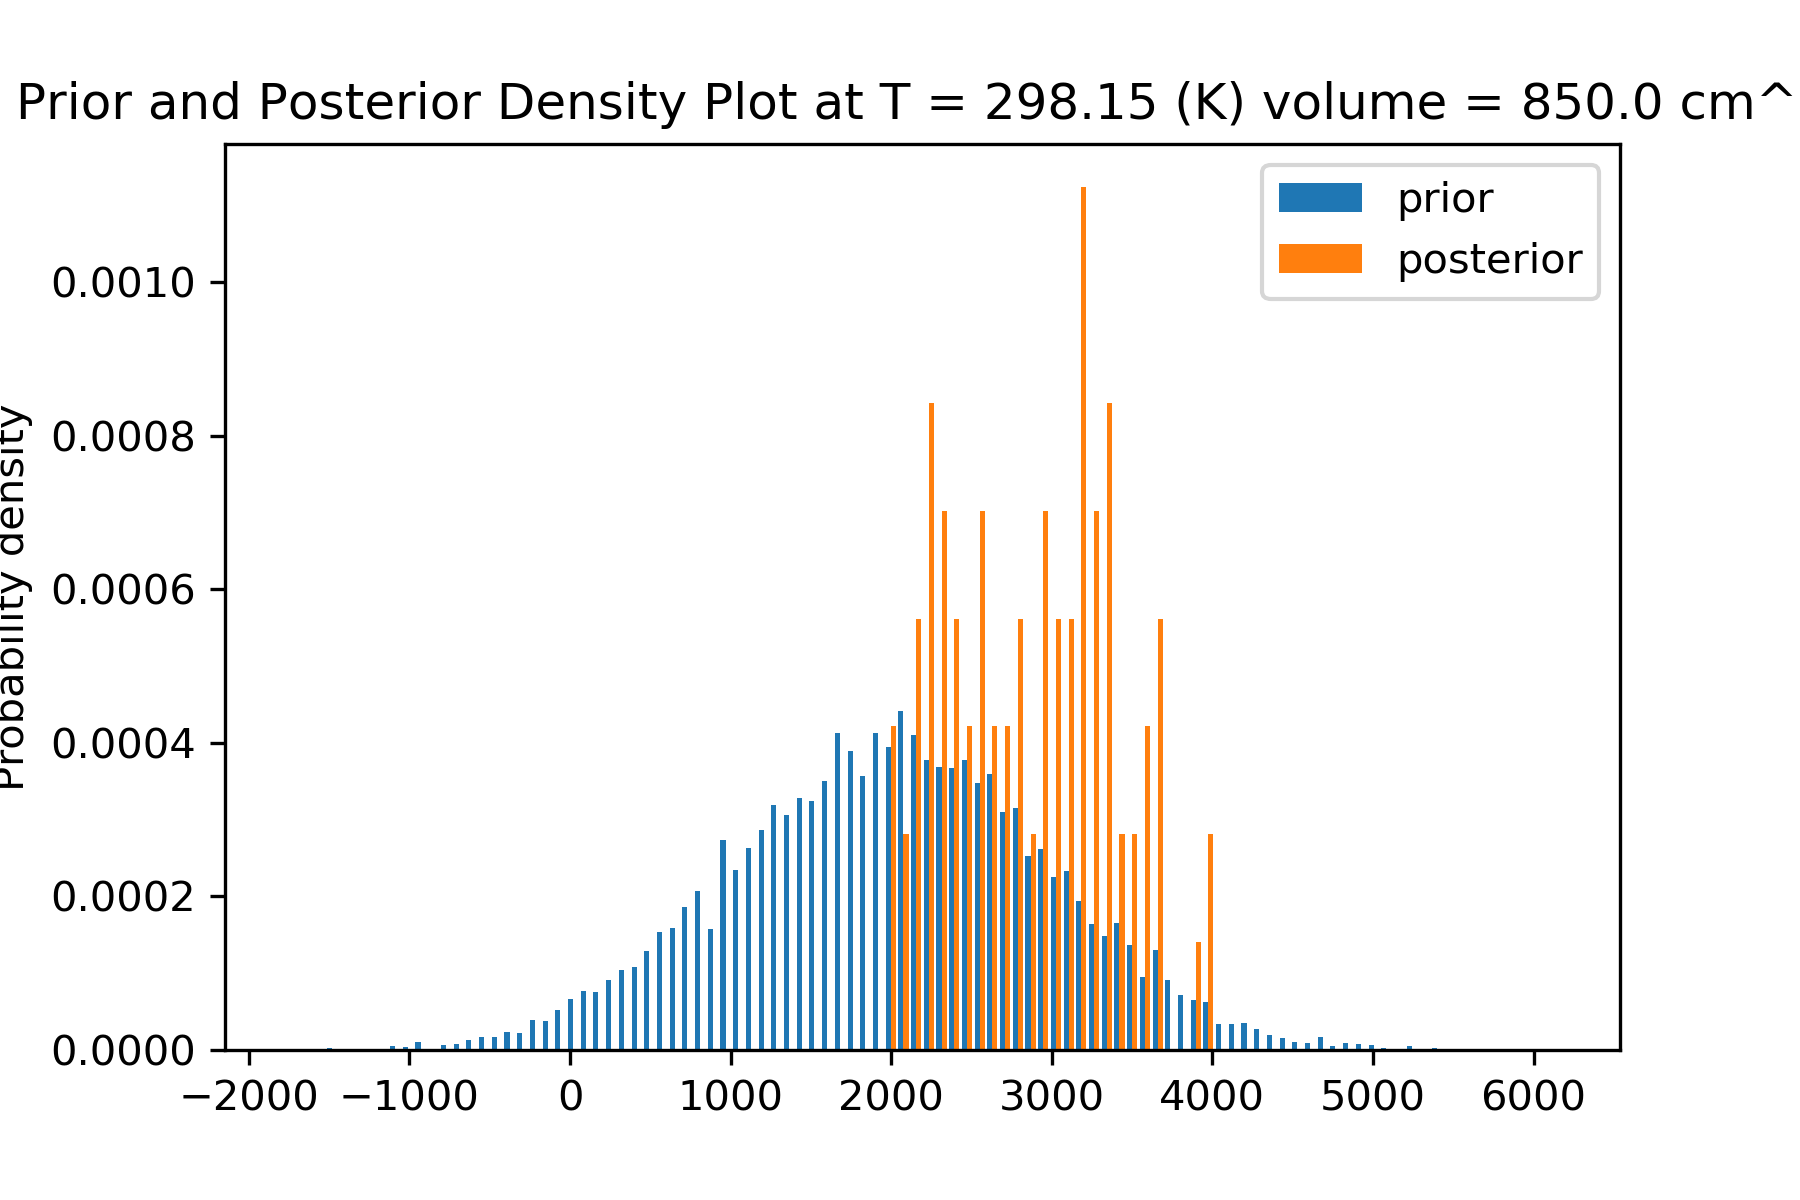 Prior and Posterior Density Plot at T = 298.15 (K) volume = 850.0 cm^
prior
posterior
Probability density
0.0010
0.0008
0.0006
0.0004
0.0002
0.0000
−2000 −1000 0 1000 2000 3000 4000 5000 6000